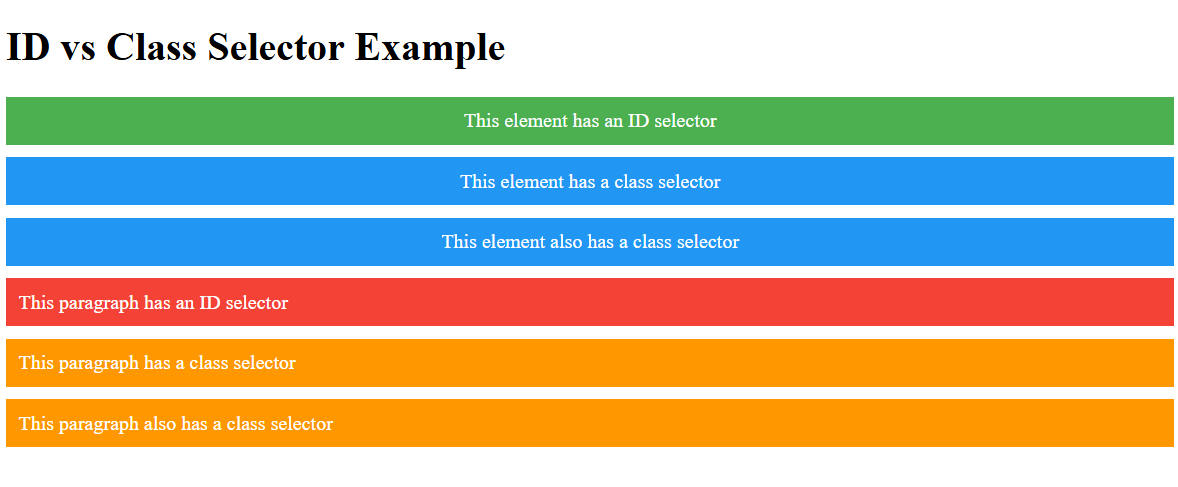 ID vs Class Selector Example
This element has an ID selector
This element has a class selector
This element also has a class selector
This paragraph has an ID selector
This paragraph has a class selector
This paragraph also has a class selector